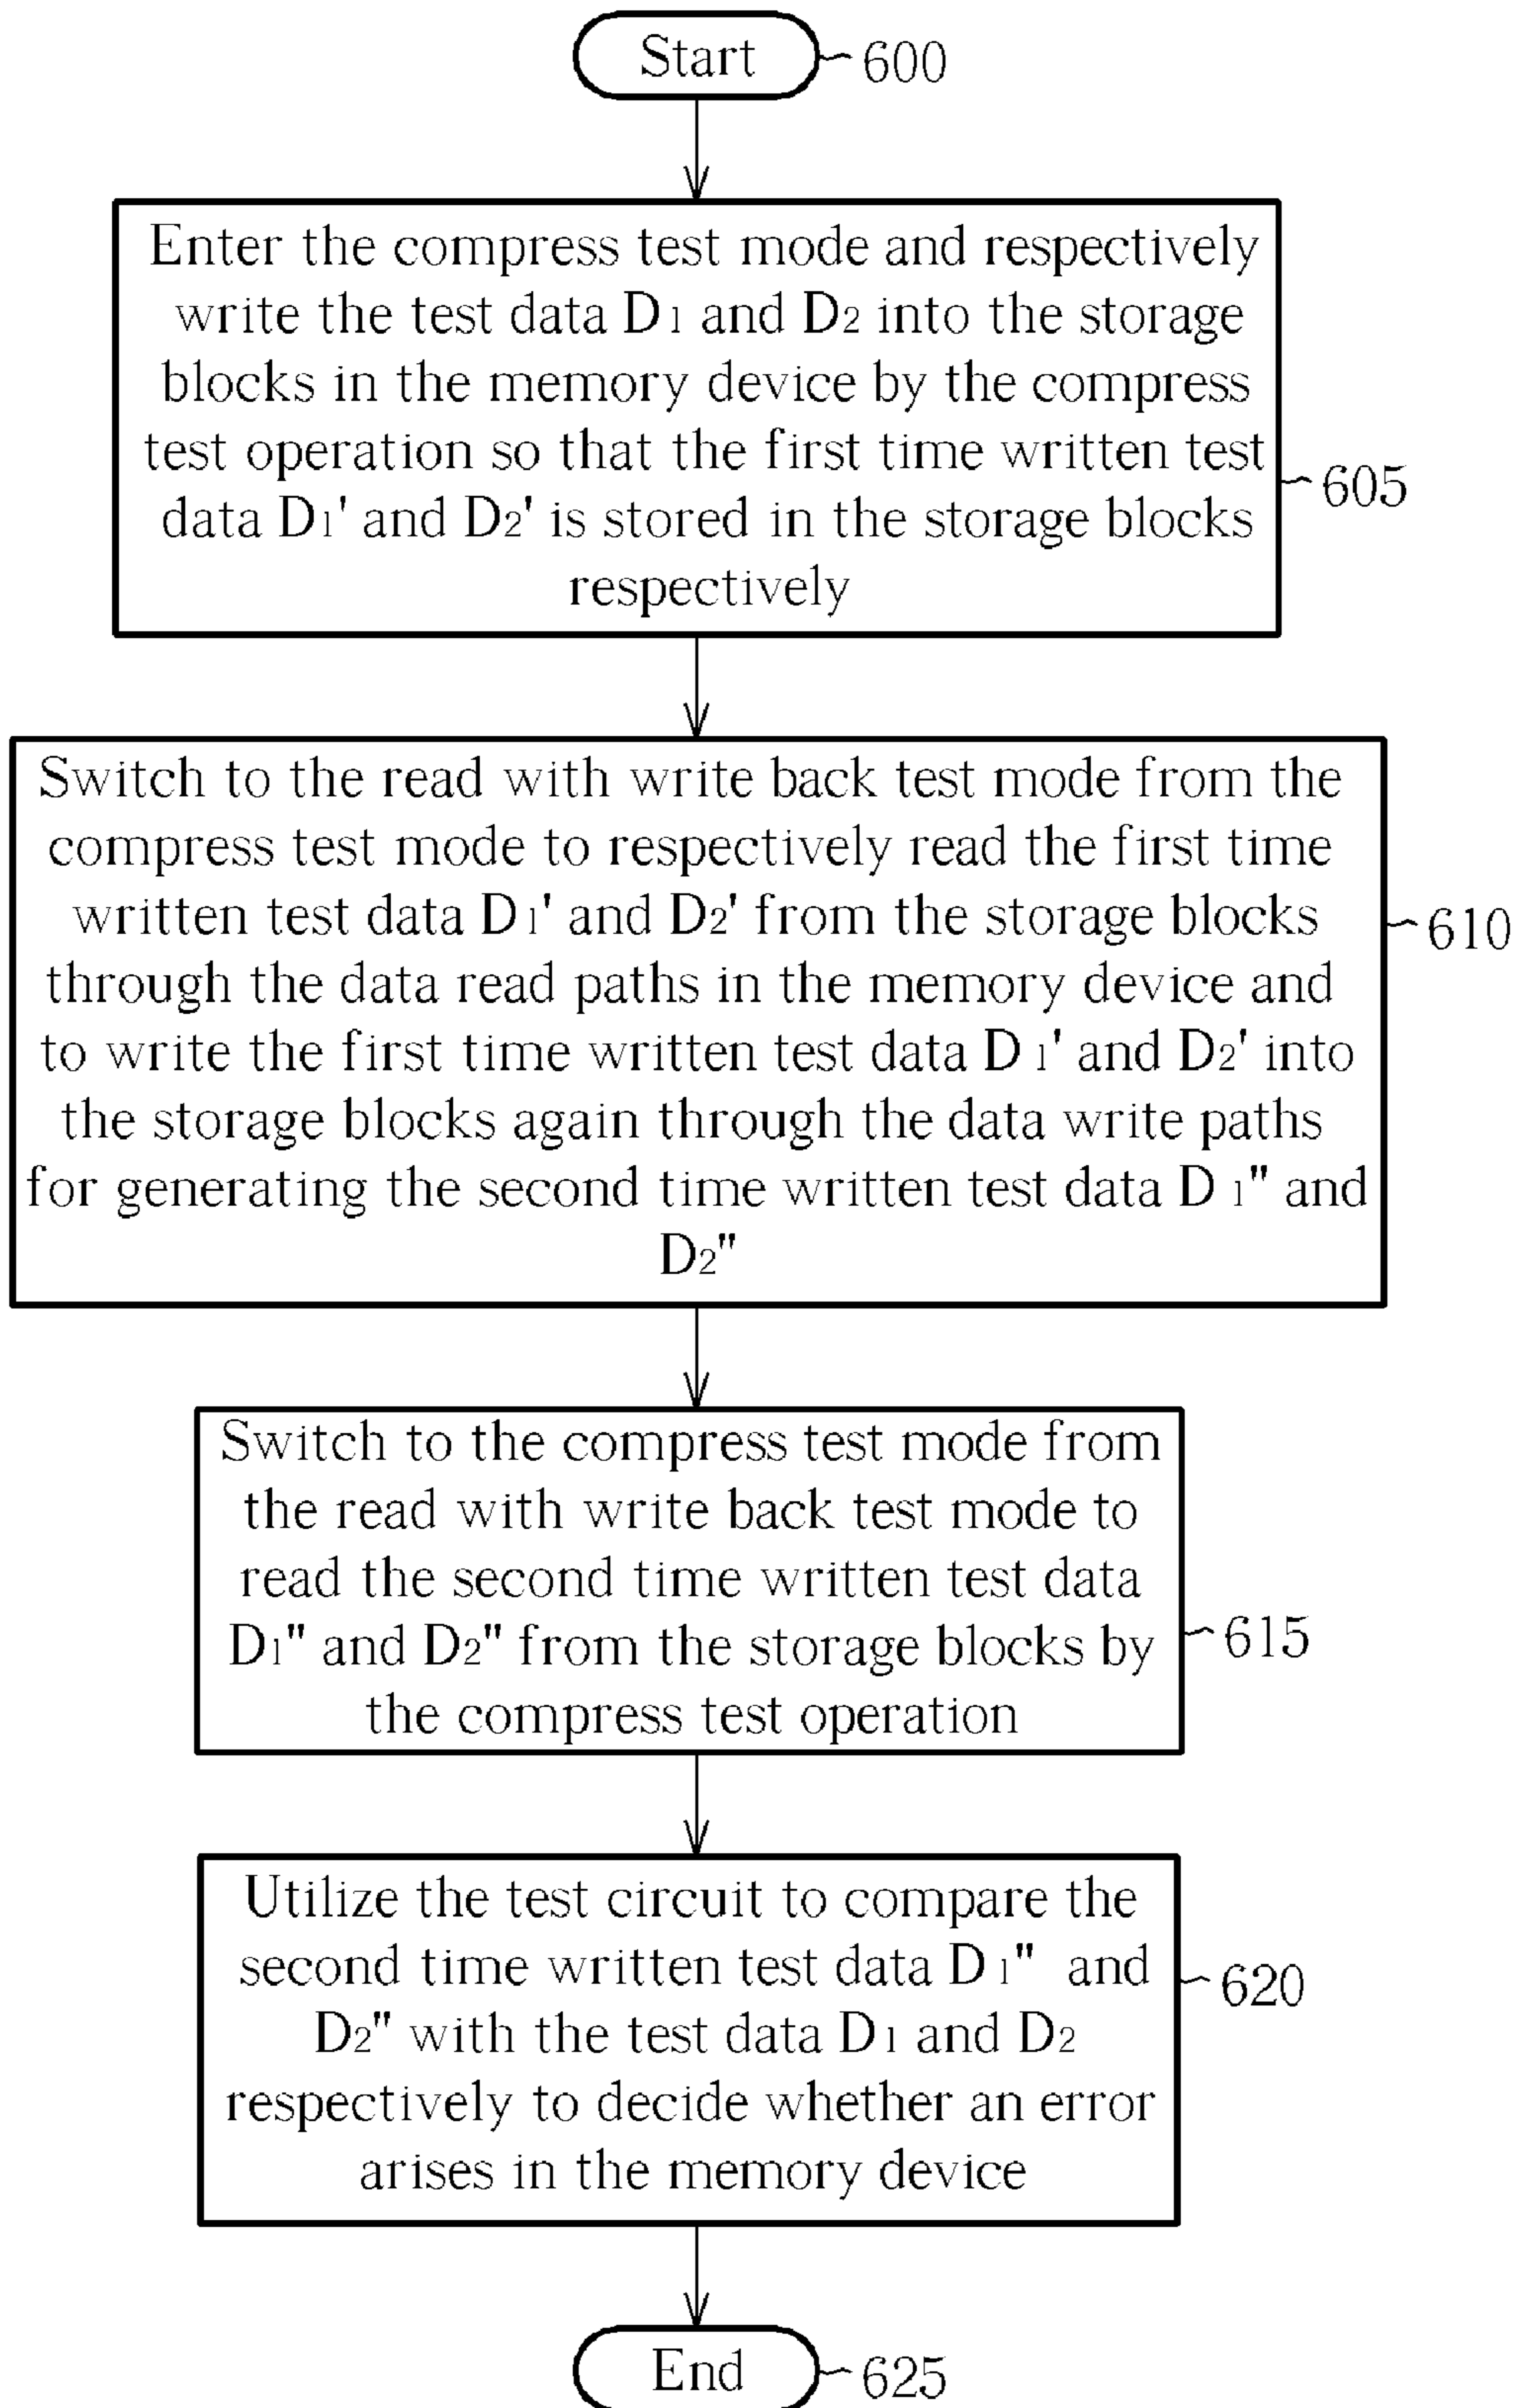 Start 600
Enter the compress test mode and respectively
write the test data D1 and D2 into the storage
blocks in the memory device by the compress
test operation so that the first time written test
data D1' and D2' is stored in the storage blocks
respectively
605
Switch to the read with write back test mode from the
compress test mode to respectively read the first time
written test data D1' and D2' from the storage blocks
through the data read paths in the memory device and
to write the first time written test data D1' and D2' into
the storage blocks again through the data write paths
for generating the second time written test data D1" and
D2"
610
Switch to the compress test mode from
the read with write back test mode to
read the second time written test data
D1" and D2" from the storage blocks by
the compress test operation
615
Utilize the test circuit to compare the
second time written test data D1" and
D2" with the test data D1 and D2
respectively to decide whether an error
arises in the memory device
620
End 625